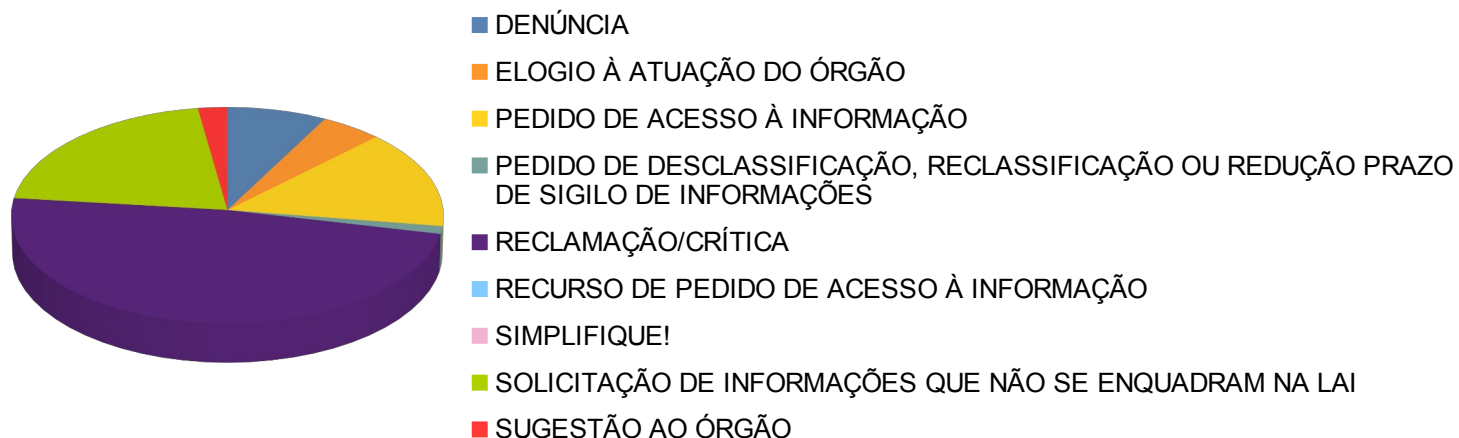 DENÚNCIA
ELOGIO À ATUAÇÃO DO ÓRGÃO
PEDIDO DE ACESSO À INFORMAÇÃO
PEDIDO DE DESCLASSIFICAÇÃO, RECLASSIFICAÇÃO OU REDUÇÃO PRAZO
DE SIGILO DE INFORMAÇÕES
RECLAMAÇÃO/CRÍTICA
RECURSO DE PEDIDO DE ACESSO À INFORMAÇÃO
SIMPLIFIQUE!
SOLICITAÇÃO DE INFORMAÇÕES QUE NÃO SE ENQUADRAM NA LAI
SUGESTÃO AO ÓRGÃO